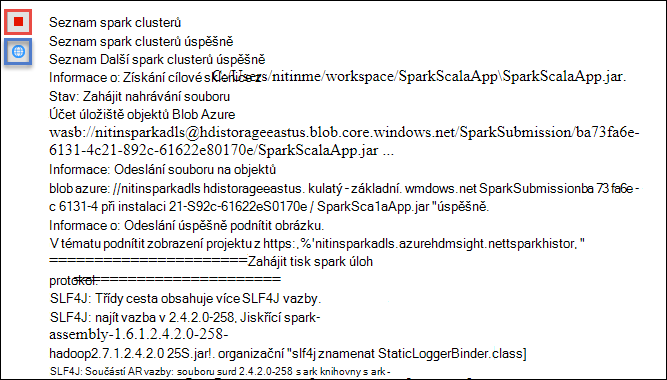 Seznam spark clusterů
Seznam spark clusterů úspěšně
Seznam Další spark clusterů úspěšně
Informace o: Získání cílové sklenice z C:/Users/nitinme/workspace/SparkScalaApp\SparkScalaApp.jar.
Stav: Zahájit nahrávání souboru
Účet úložiště objektů Blob Azure
wasb://nitinsparkadls@hdistorageeastus.blob.core.windows.net/SparkSubmission/ba73fa6e-
6131-4c21-892c-61622e80170e/SparkScalaApp.jar ...
Informace: Odeslání souboru na objektů
blob azure: //nitinsparkadls hdistorageeastus. kulatý - základní. wmdows.net SparkSubmissionba 73 fa6e -
c 6131-4 při instalaci 21-S92c-61622eS0170e / SparkSca1aApp.jar "úspěšně.
Informace o: Odeslání úspěšně podnítit obrázku.
V tématu podnítit zobrazení projektu z https:, %'nitinsparkadls.azurehdmsight.nettsparkhistor, "
======================Zahájit tisk spark úloh
protokol.=======================
SLF4J: Třídy cesta obsahuje více SLF4J vazby.
SLF4J: najít vazba v 2.4.2.0-258, Jiskřící spark-
assembly-1.6.1.2.4.2.0-258-
hadoop2.7.1.2.4.2.0 25S.jar!. organizační "slf4j znamenat StaticLoggerBinder.class]
SLF4J: Součástí AR vazby: souboru surd 2.4.2.0-258 s ark knihovny s ark -